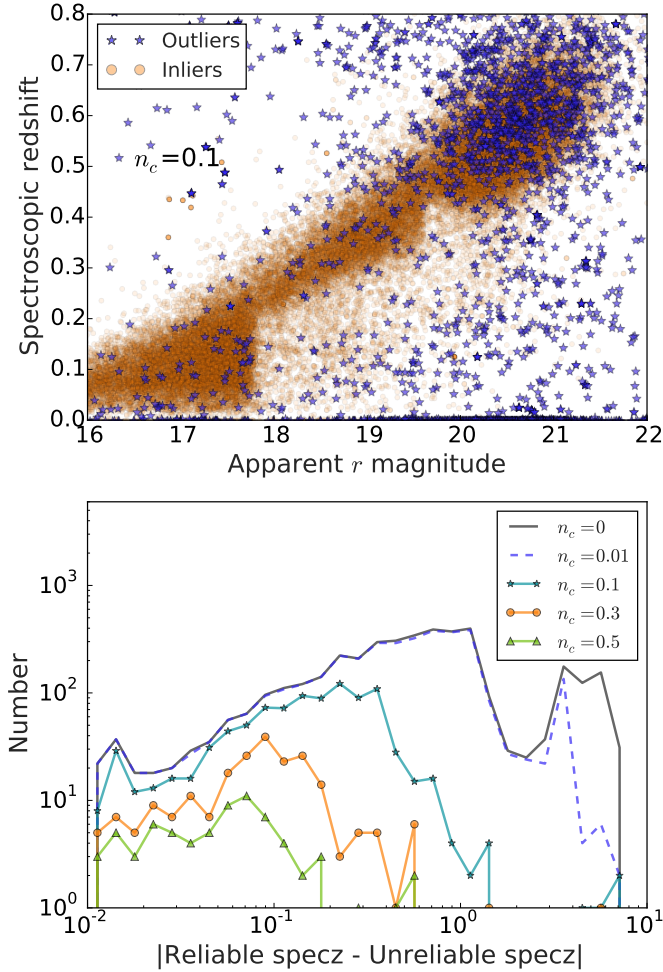 0.8
0.7
0.6
0.5
0.4
0.3
0.2
0.1
0.0
Spectroscopic redshift
Outliers
Inliers
n_c=0.1
16 17 18 19 20 21 22
Apparent r magnitude
10^3
10^2
10^1
10^0
Number
n_c=0
n_c=0.01
n_c=0.1
n_c=0.3
n_c=0.5
10^-2 10^-1 10^0 10^1
|Reliable specz - Unreliable specz|